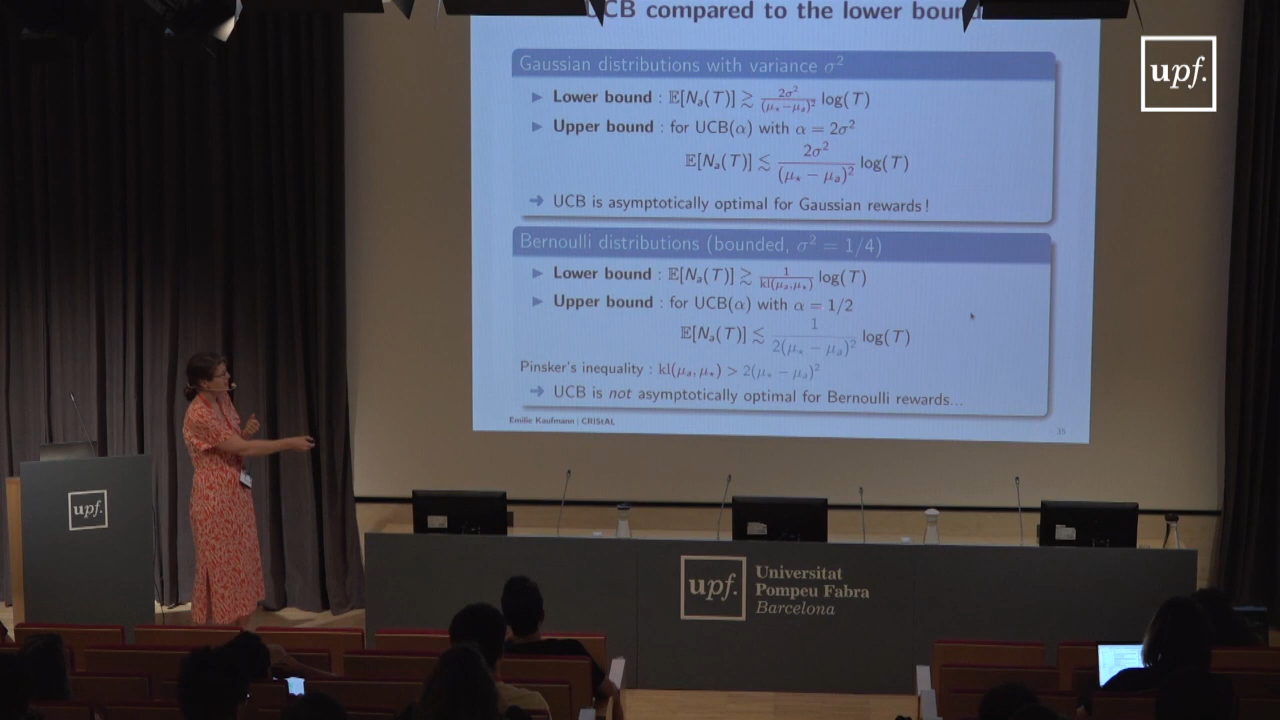 UCB compared to the lower bound
upf.
Gaussian distributions with variance σ²
▶ Lower bound : 𝔼[Nₐ(T)] ≳ 2σ²/(μ⋆−μₐ)² log(T)
▶ Upper bound : for UCB(α) with α = 2σ²
𝔼[Nₐ(T)] ≲ 2σ²/(μ⋆ − μₐ)² log(T)
➜ UCB is asymptotically optimal for Gaussian rewards !
Bernoulli distributions (bounded, σ² = 1/4)
▶ Lower bound : 𝔼[Nₐ(T)] ≳ 1/kl(μₐ,μ⋆) log(T)
▶ Upper bound : for UCB(α) with α = 1/2
𝔼[Nₐ(T)] ≲ 1/2(μ⋆ − μₐ)² log(T)
Pinsker's inequality : kl(μₐ, μ⋆) > 2(μ⋆ − μₐ)²
➜ UCB is not asymptotically optimal for Bernoulli rewards...
Emilie Kaufmann | CRIStAL
35
upf.
upf.
Universitat
Pompeu Fabra
Barcelona